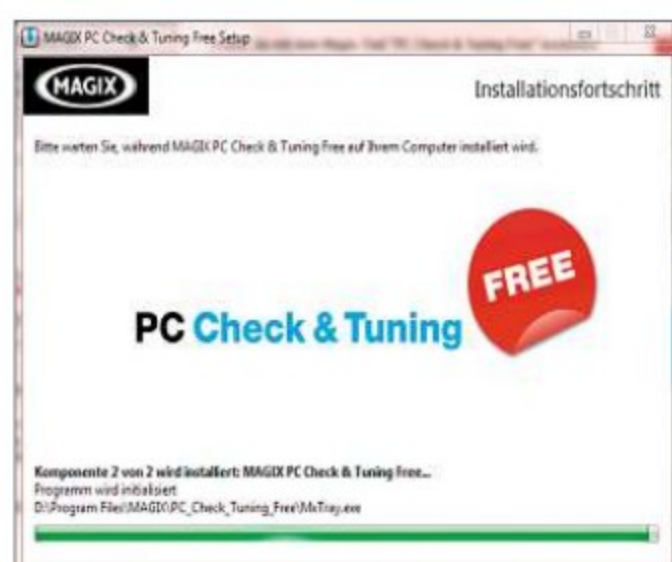 MAGIX PC Check & Tuning Free Setup
MAGIX
Installationsfortschritt
Bitte warten Sie, während MAGIX PC Check & Tuning Free auf Ihrem Computer installiert wird.
FREE
PC Check & Tuning
Komponente 2 von 2 wird installiert: MAGIX PC Check & Tuning Free...
Programm wird initialisiert
D:\Program Files\MAGIX\PC_Check_Tuning_Free\MxTray.exe